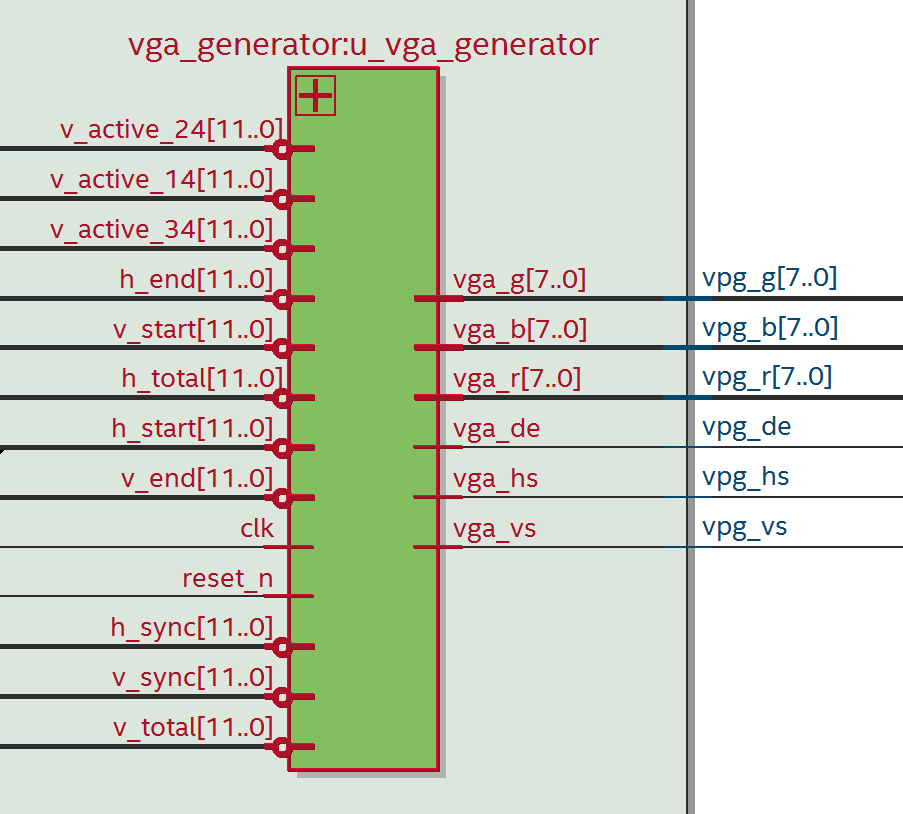 vga_generator:u_vga_generator
v_active_24[11..0]
v_active_14[11..0]
v_active_34[11..0]
h_end[11..0]
vga_g[7..0]
vpg_g[7..0]
v_start[11..0]
vga_b[7..0]
vpg_b[7..0]
h_total[11..0]
vga_r[7..0]
vpg_r[7..0]
h_start[11..0]
vga_de
vpg_de
v_end[11..0]
vga_hs
vpg_hs
clk
vga_vs
vpg_vs
reset_n
h_sync[11..0]
v_sync[11..0]
v_total[11..0]